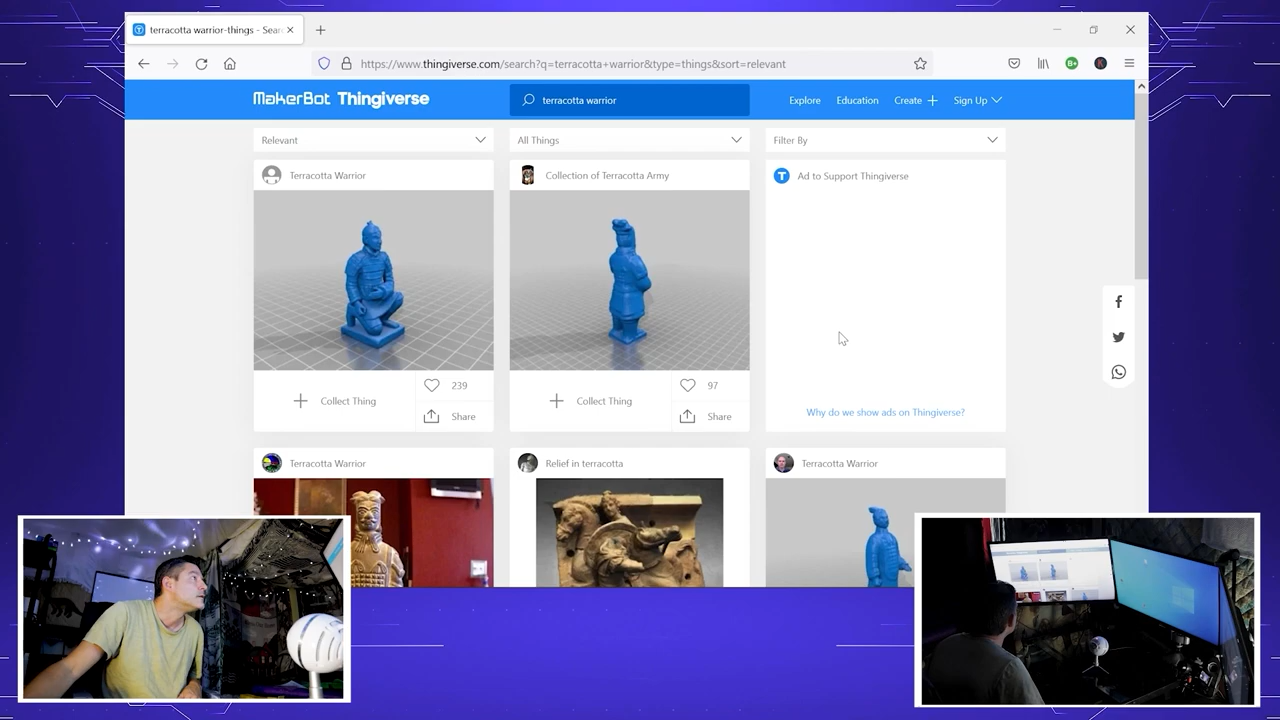 terracotta warrior-things - Sear
https://www.thingiverse.com/search?q=terracotta+warrior&type=things&sort=relevant
MakerBot Thingiverse
terracotta warrior
Explore
Education
Create
Sign Up
Relevant
All Things
Filter By
Terracotta Warrior
Collection of Terracotta Army
Ad to Support Thingiverse
Collect Thing
239
Share
Collect Thing
97
Share
Why do we show ads on Thingiverse?
Terracotta Warrior
Relief in terracotta
Terracotta Warrior